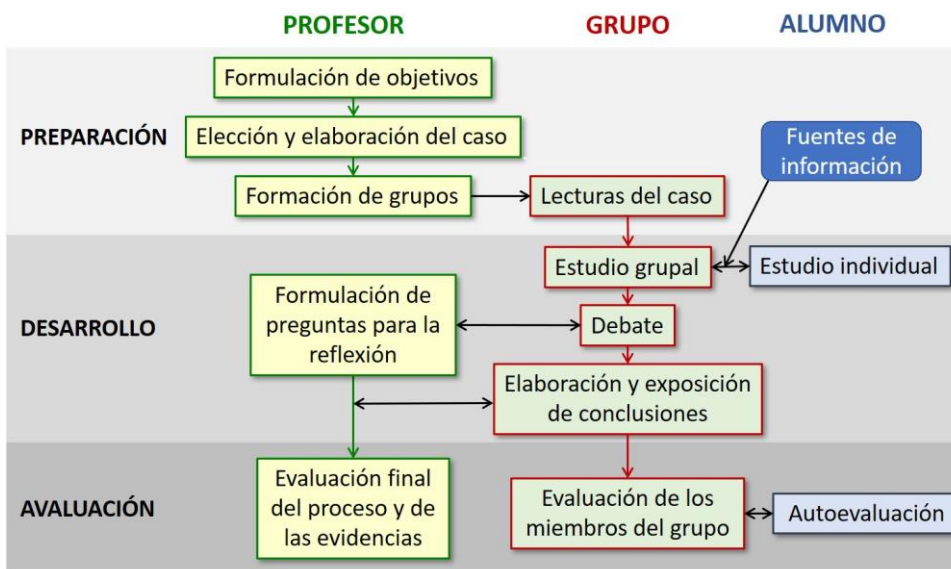 PROFESOR
GRUPO
ALUMNO
PREPARACIÓN
Formulación de objetivos
Elección y elaboración del caso
Formación de grupos
Lecturas del caso
Fuentes de
información
DESARROLLO
Estudio grupal
Estudio individual
Formulación de
preguntas para la
reflexión
Debate
Elaboración y exposición
de conclusiones
AVALUACIÓN
Evaluación final
del proceso y de
las evidencias
Evaluación de los
miembros del grupo
Autoevaluación